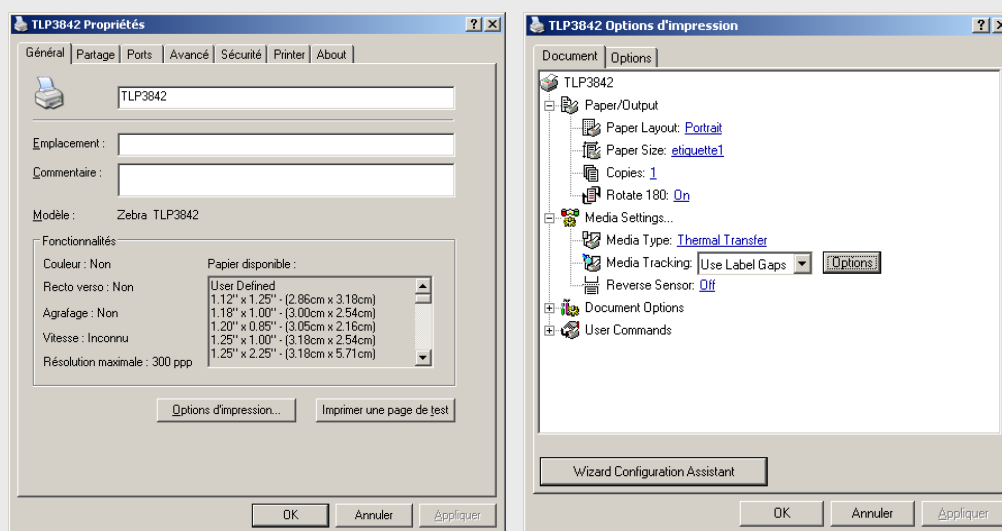 TLP3842 Propriétés
Général Partage Ports Avancé Sécurité Printer About
TLP3842
Emplacement :
Commentaire :
Modèle : Zebra TLP3842
Fonctionnalités
Couleur : Non
Recto verso : Non
Agrafage : Non
Vitesse : Inconnu
Résolution maximale : 300 ppp
Papier disponible :
User Defined
1.12" x 1.25" - (2.86cm x 3.18cm)
1.18" x 1.00" - (3.00cm x 2.54cm)
1.20" x 0.85" - (3.05cm x 2.16cm)
1.25" x 1.00" - (3.18cm x 2.54cm)
1.25" x 2.25" - (3.18cm x 5.71cm)
Options d'impression... Imprimer une page de test
OK Annuler Appliquer
TLP3842 Options d'impression
Document Options
TLP3842
Paper/Output
Paper Layout: Portrait
Paper Size: etiquette1
Copies: 1
Rotate 180: On
Media Settings...
Media Type: Thermal Transfer
Media Tracking: Use Label Gaps Options
Reverse Sensor: Off
Document Options
User Commands
Wizard Configuration Assistant
OK Annuler Appliquer